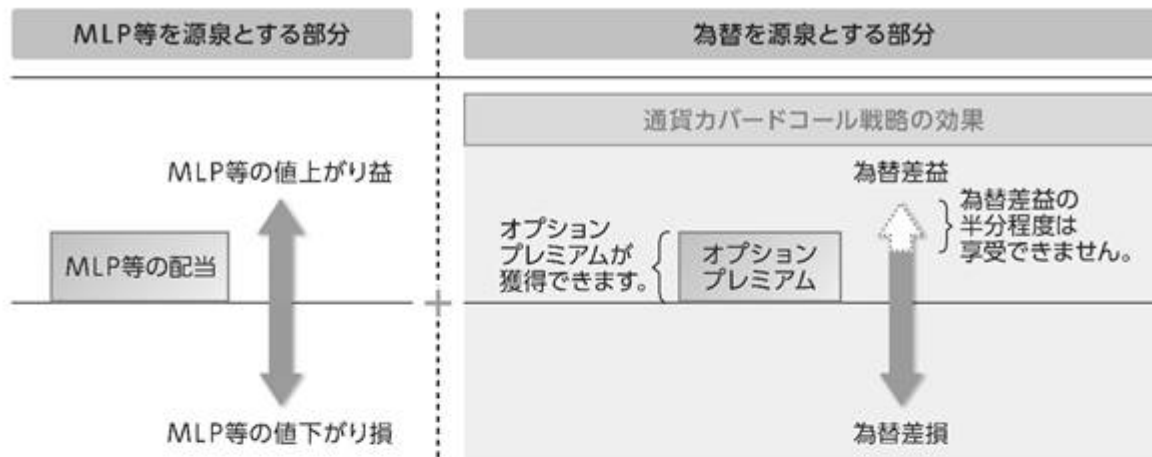 MLP等を源泉とする部分
為替を源泉とする部分
通貨カバードコール戦略の効果
MLP等の値上がり益
MLP等の配当
MLP等の値下がり損
為替差益
為替差益の
半分程度は
享受できません。
オプション
プレミアムが
獲得できます。
オプション
プレミアム
為替差損